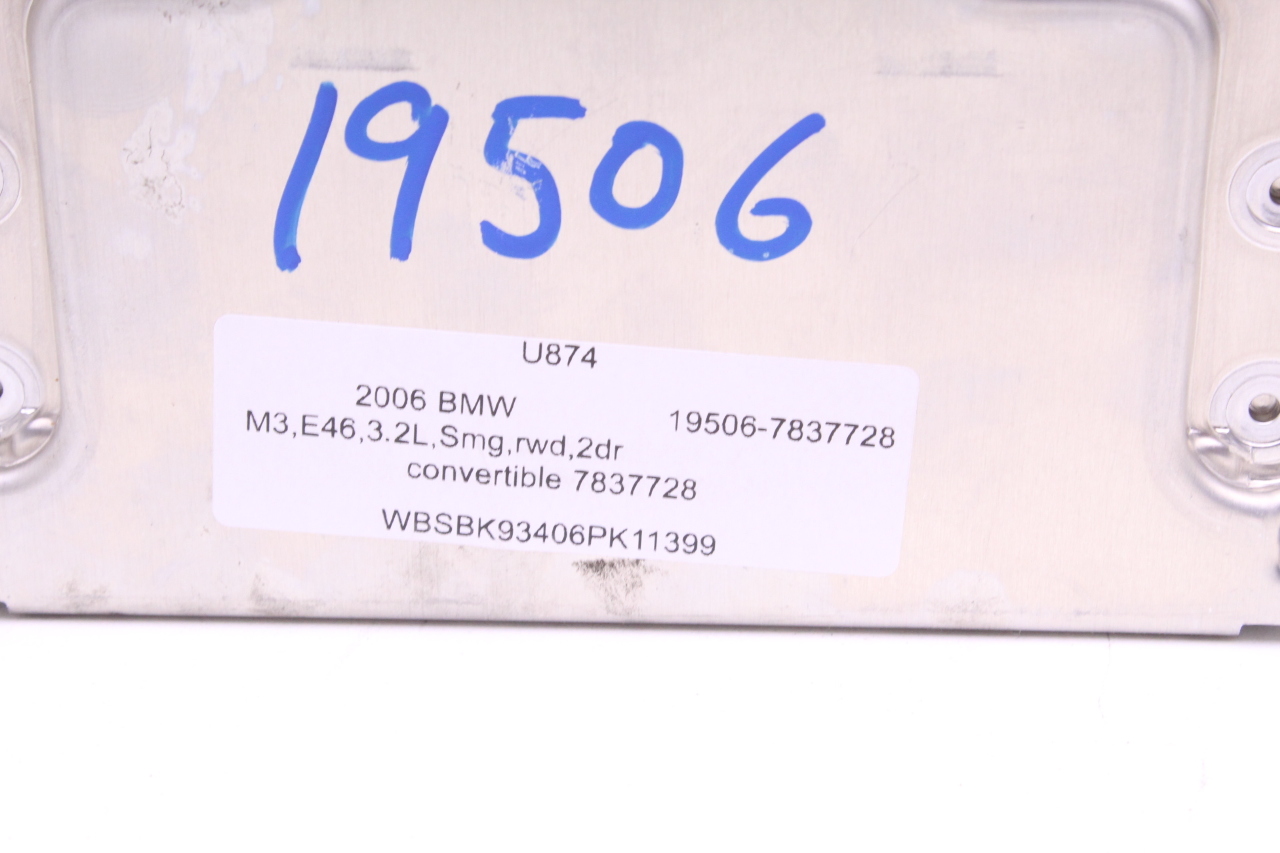 19506
U874
2006 BMW
19506-7837728
M3,E46,3.2L,Smg,rwd,2dr
convertible 7837728
WBSBK93406PK11399